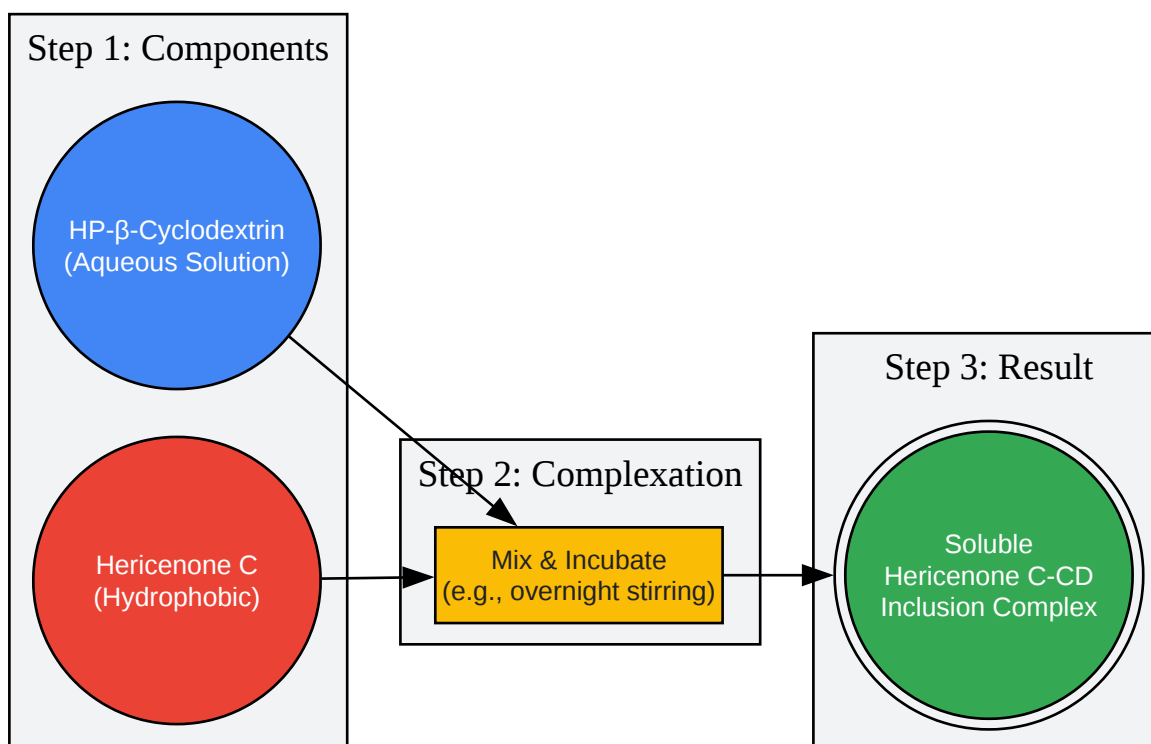 Step 1: Components
HP-β-Cyclodextrin
(Aqueous Solution)
Hericenone C
(Hydrophobic)
Step 2: Complexation
Mix & Incubate
(e.g., overnight stirring)
Step 3: Result
Soluble
Hericenone C-CD
Inclusion Complex